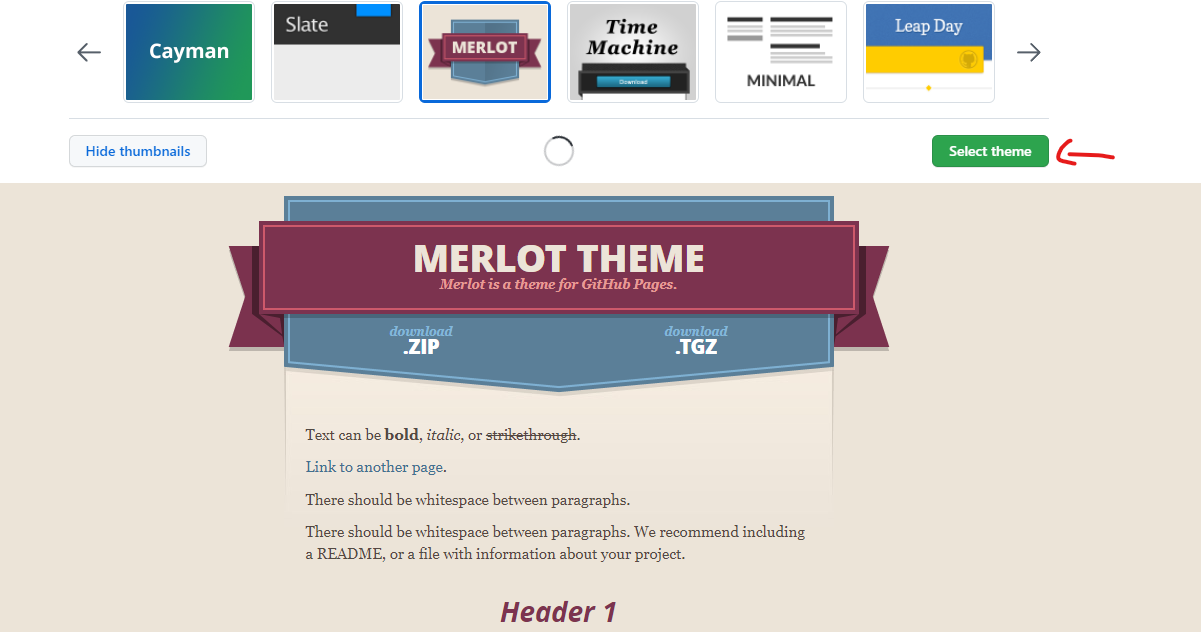 Cayman
Slate
MERLOT
Time
Machine
Download
MINIMAL
Leap Day
Hide thumbnails
Select theme
MERLOT THEME
Merlot is a theme for GitHub Pages.
download
.ZIP
download
.TGZ
Text can be bold, italic, or strikethrough.
Link to another page.
There should be whitespace between paragraphs.
There should be whitespace between paragraphs. We recommend including
a README, or a file with information about your project.
Header 1